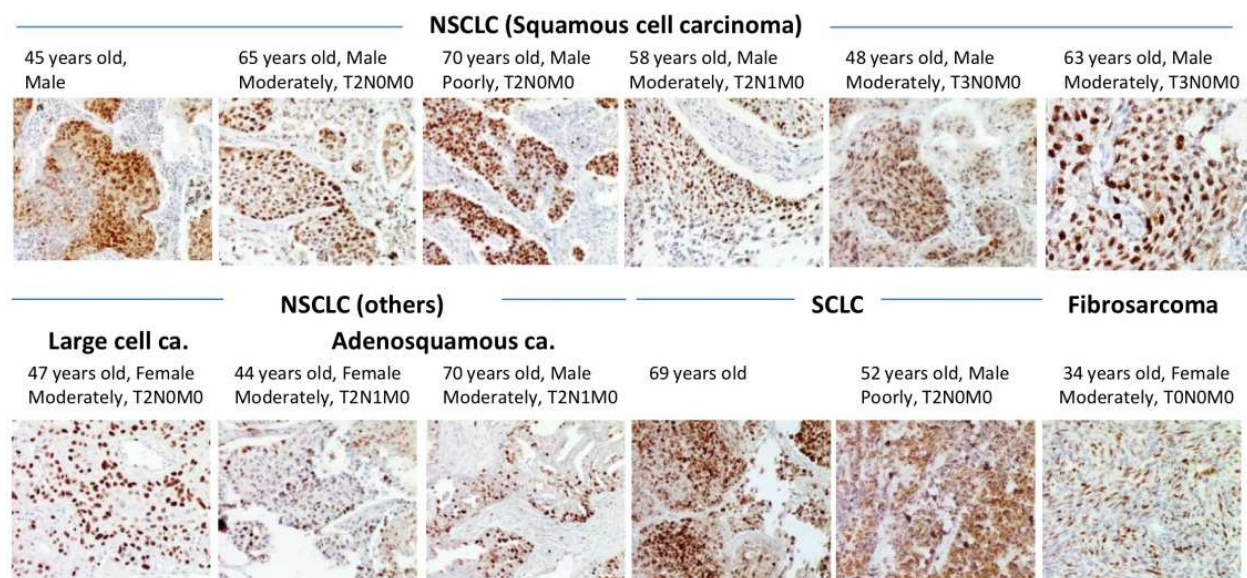 NSCLC (Squamous cell carcinoma)
45 years old,
Male
65 years old, Male
Moderately, T2N0M0
70 years old, Male
Poorly, T2N0M0
58 years old, Male
Moderately, T2N1M0
48 years old, Male
Moderately, T3N0M0
63 years old, Male
Moderately, T3N0M0
NSCLC (others)
SCLC
Fibrosarcoma
Large cell ca.
Adenosquamous ca.
47 years old, Female
Moderately, T2N0M0
44 years old, Female
Moderately, T2N1M0
70 years old, Male
Moderately, T2N1M0
69 years old
52 years old, Male
Poorly, T2N0M0
34 years old, Female
Moderately, T0N0M0